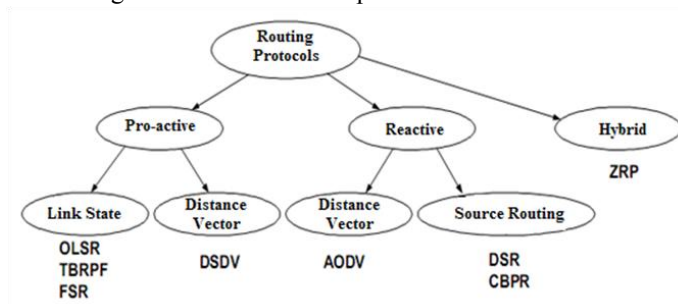 Routing
Protocols
Pro-active
Reactive
Hybrid
ZRP
Link State
Distance
Vector
Distance
Vector
Source Routing
OLSR
TBRPF
FSR
DSDV
AODV
DSR
CBPR